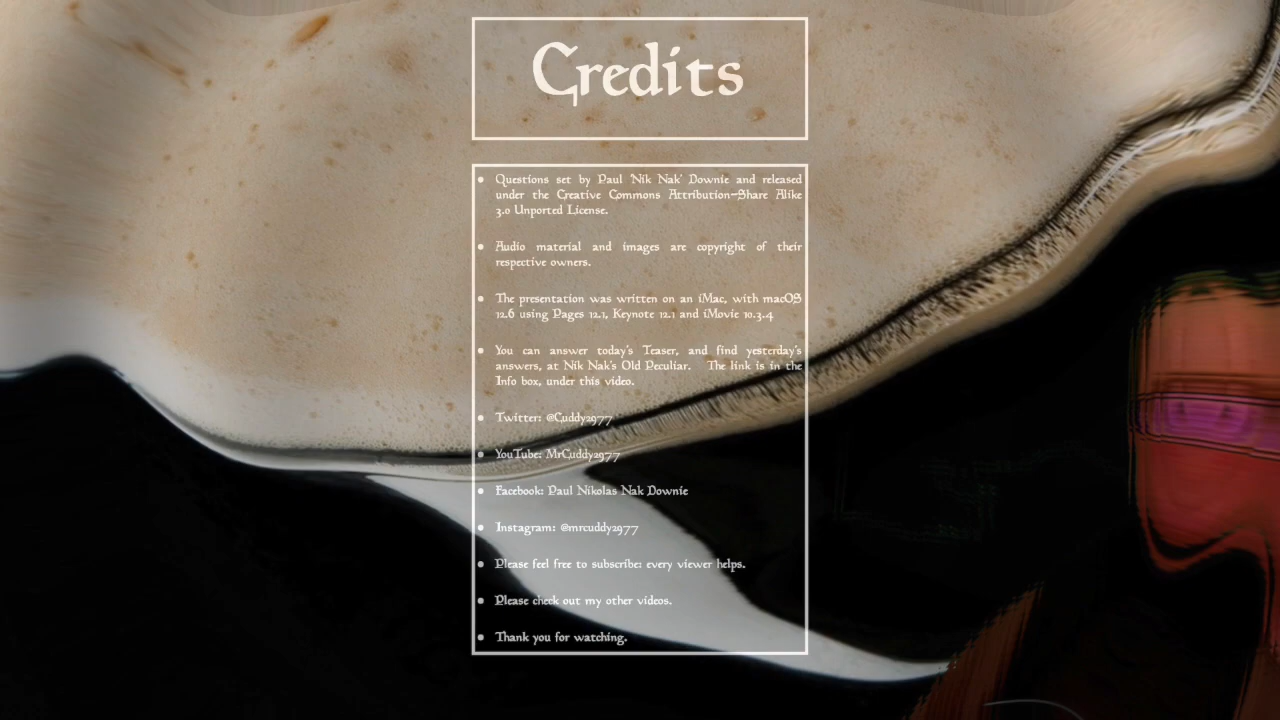 Credits
Questions set by Paul 'Nik Nak' Downie and released
under the Creative Commons Attribution-Share Alike
3.0 Unported License.
Audio material and images are copyright of their
respective owners.
The presentation was written on an iMac, with macOS
12.6 using Pages 12.1, Keynote 12.1 and iMovie 10.3.4
You can answer today's Teaser, and find yesterday's
answers, at Nik Nak's Old Peculiar. The link is in the
Info box, under this video.
Twitter: @Cuddy2977
YouTube: MrCuddy2977
Facebook: Paul Nikolas Nak Downie
Instagram: @mrcuddy2977
Please feel free to subscribe: every viewer helps.
Please check out my other videos.
Thank you for watching.